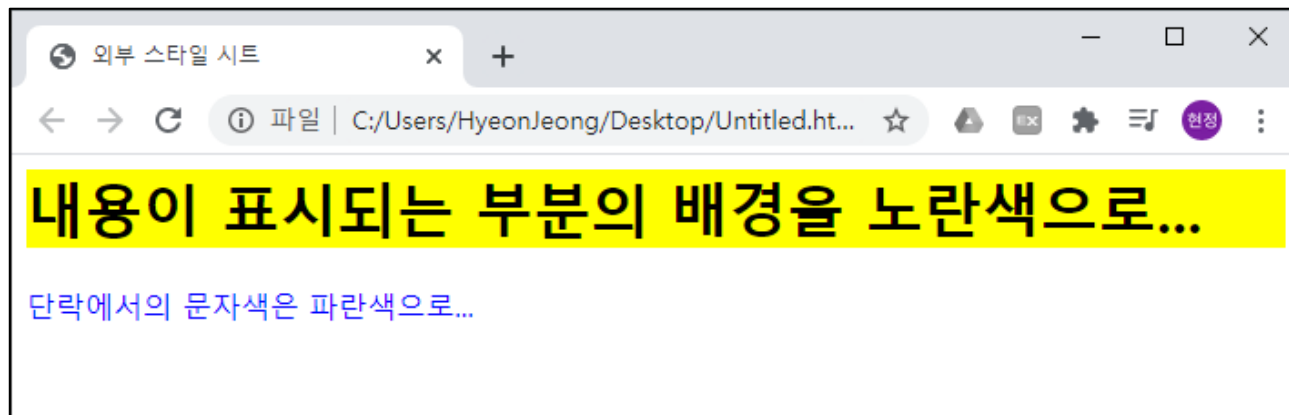 외부 스타일 시트
파일 C:/Users/HyeonJeong/Desktop/Untitled.ht... EX 현정
내용이 표시되는 부분의 배경을 노란색으로...
단락에서의 문자색은 파란색으로...